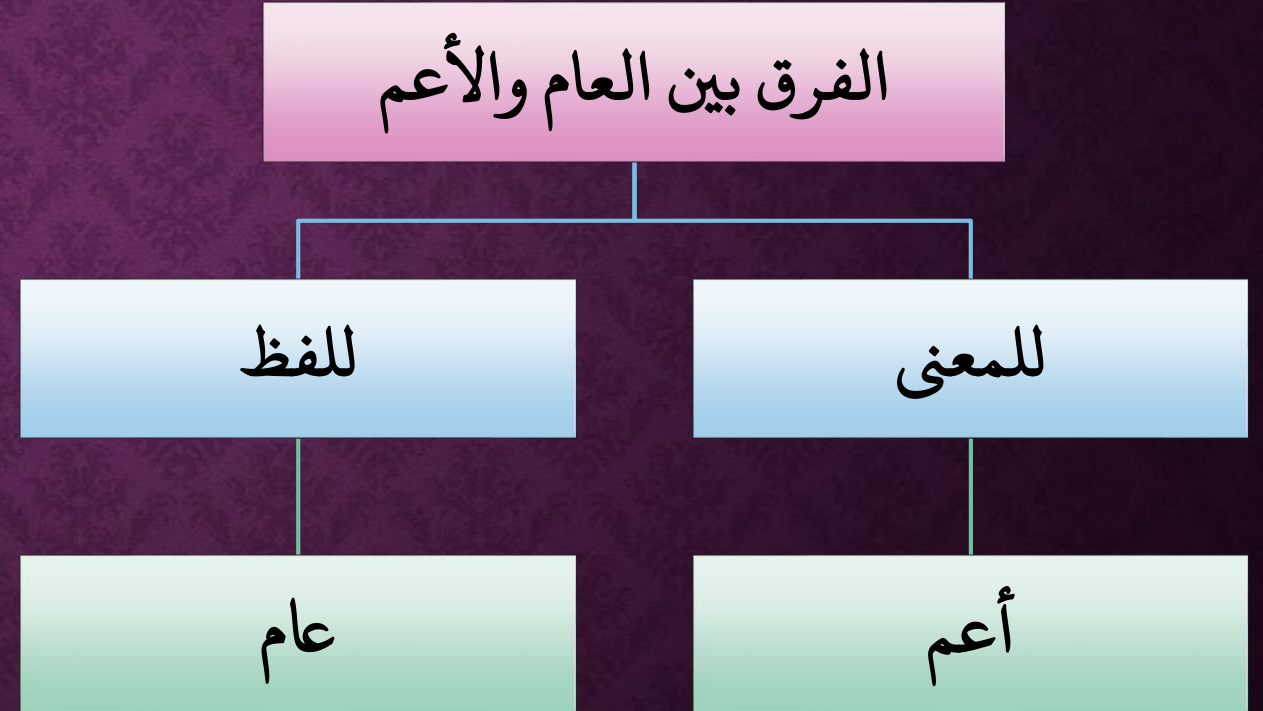 الفرق بين العام والأعم
للمعنى
للفظ
أعم
عام